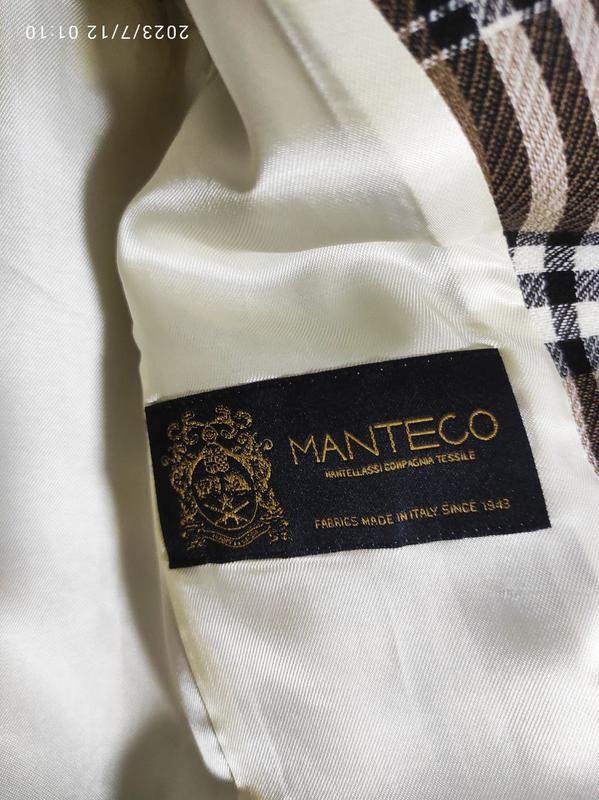 2023/7/12 01:10
MANTECO
MANTELLASSI COMPAGNIA TESSILE
FABRICS MADE IN ITALY SINCE 1943